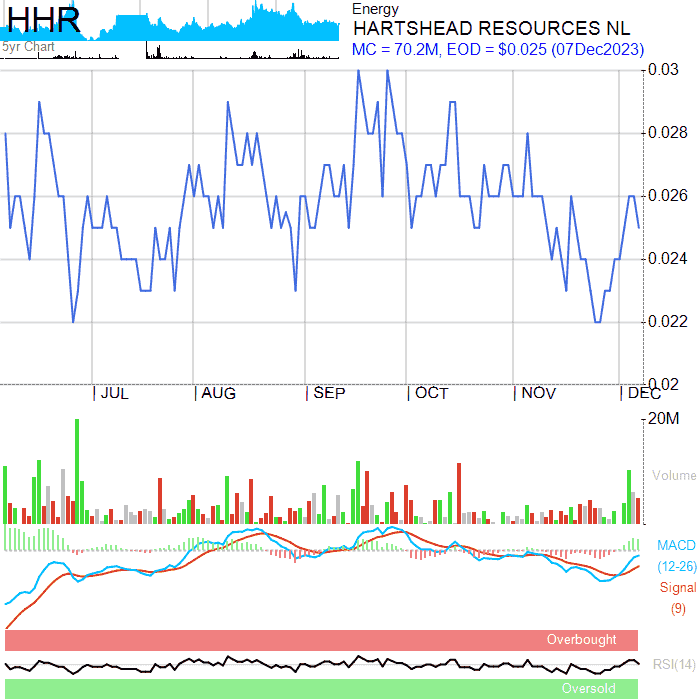 HHR
5yr Chart
Energy
HARTSHEAD RESOURCES NL
MC = 70.2M, EOD = $0.025 (07Dec2023)
0.03
0.028
0.026
0.024
0.022
0.02
JUL AUG SEP OCT NOV DEC
20M
Volume
MACD
(12-26)
Signal
(9)
Overbought
RSI(14)
Oversold